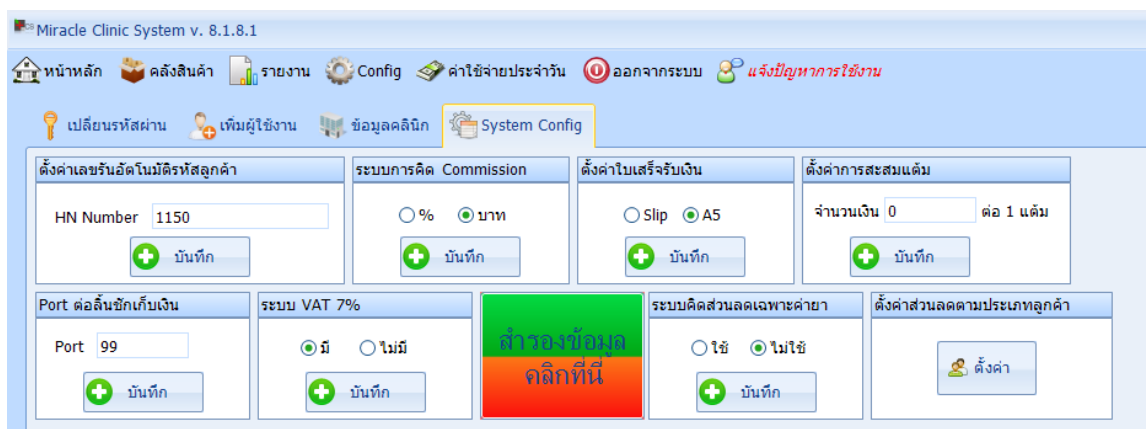 Miracle Clinic System v. 8.1.8.1
หน้าหลัก คลังสินค้า รายงาน Config ค่าใช้จ่ายประจำวัน ออกจากระบบ แจ้งปัญหาการใช้งาน
เปลี่ยนรหัสผ่าน เพิ่มผู้ใช้งาน ข้อมูลคลินิก System Config
ตั้งค่าเลขรันอัตโนมัติรหัสลูกค้า
HN Number 1150
บันทึก
ระบบการคิด Commission
% บาท
บันทึก
ตั้งค่าใบเสร็จรับเงิน
Slip A5
บันทึก
ตั้งค่าการสะสมแต้ม
จำนวนเงิน 0 ต่อ 1 แต้ม
บันทึก
Port ต่อลิ้นชักเก็บเงิน
Port 99
บันทึก
ระบบ VAT 7%
มี ไม่มี
บันทึก
สำรองข้อมูล
คลิกที่นี่
ระบบคิดส่วนลดเฉพาะค่ายา
ใช้ ไม่ใช้
บันทึก
ตั้งค่าส่วนลดตามประเภทลูกค้า
ตั้งค่า